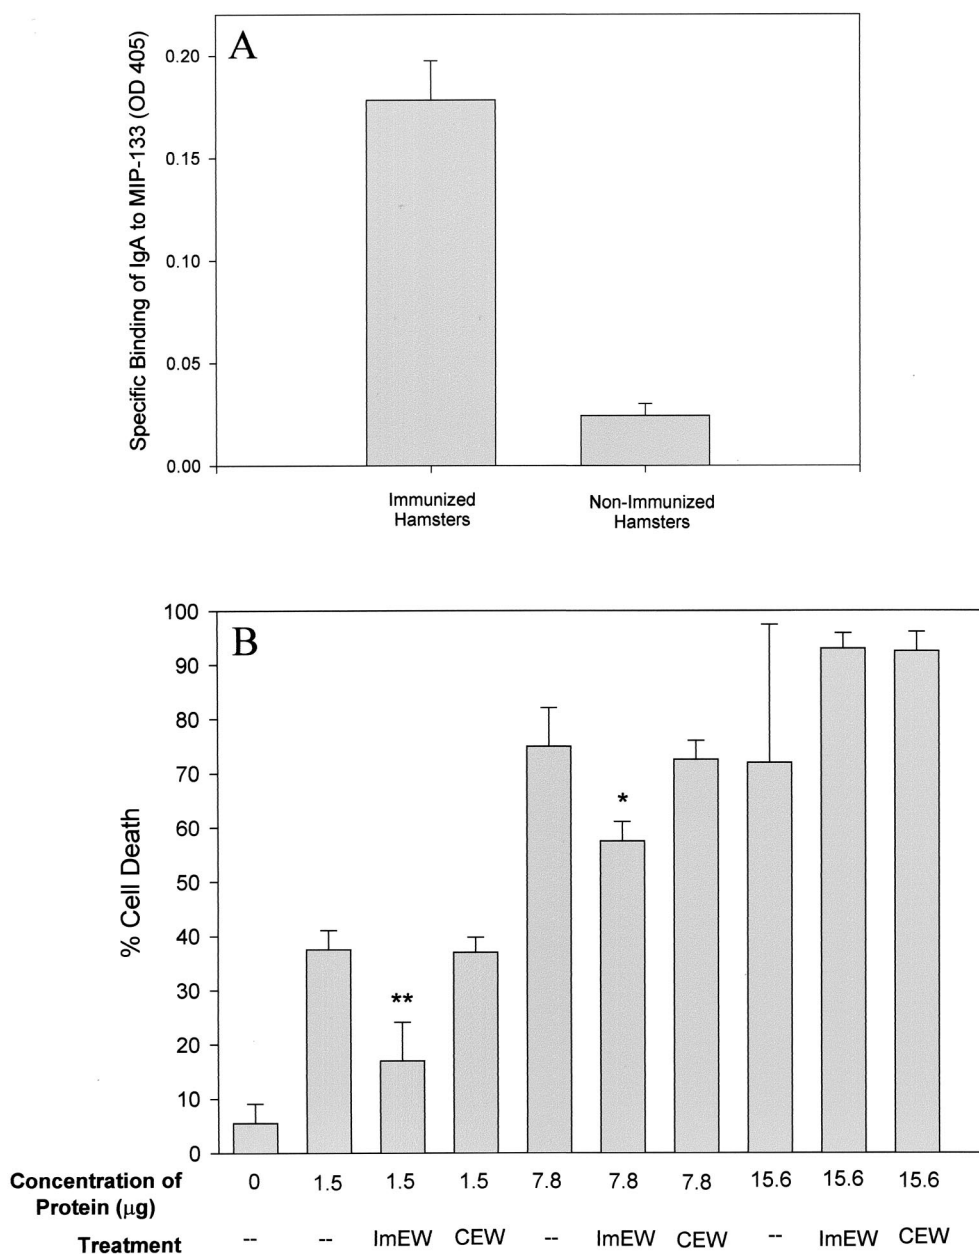 A
Specific Binding of IgA to MIP-133 (OD 405)
0.20
0.15
0.10
0.05
0.00
Immunized
Hamsters
Non-Immunized
Hamsters
B
% Cell Death
100
90
80
70
60
50
40
30
20
10
0
**
*
Concentration of
Protein (μg)
0 1.5 1.5 1.5 7.8 7.8 7.8 15.6 15.6 15.6
Treatment -- -- ImEW CEW -- ImEW CEW -- ImEW CEW